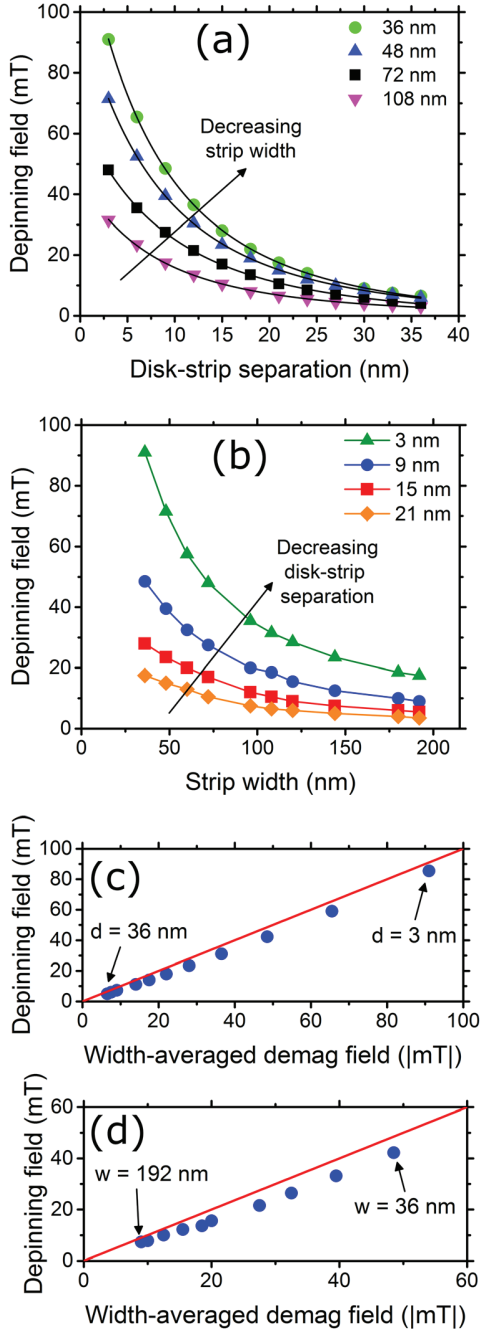 (a)
36 nm
48 nm
72 nm
108 nm
Decreasing
strip width
Depinning field (mT)
100
80
60
40
20
0
0 5 10 15 20 25 30 35 40
Disk-strip separation (nm)
(b)
3 nm
9 nm
15 nm
21 nm
Decreasing
disk-strip
separation
Depinning field (mT)
100
80
60
40
20
0
0 50 100 150 200
Strip width (nm)
(c)
d = 36 nm
d = 3 nm
Depinning field (mT)
100
80
60
40
20
0
0 20 40 60 80 100
Width-averaged demag field (|mT|)
(d)
w = 192 nm
w = 36 nm
Depinning field (mT)
60
40
20
0
0 20 40 60
Width-averaged demag field (|mT|)